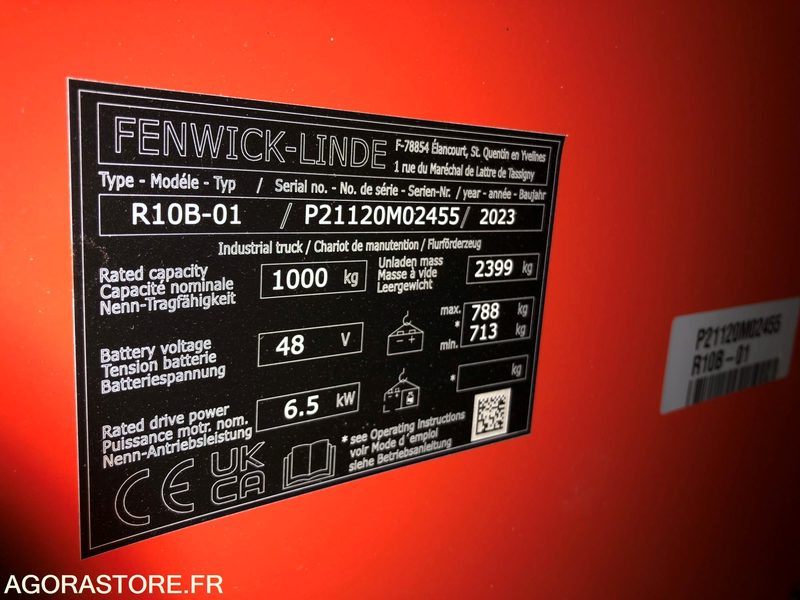 FENWICK-LINDE
F-78854 Élancourt, St. Quentin en Yvelines
1 rue du Maréchal de Lattre de Tassigny
Type - Modéle - Typ / Serial no. - No. de série - Serien-Nr. / year - année - Baujahr
R10B-01 / P21120M02455 / 2023
Industrial truck / Chariot de manutention / Flurförderzeug
Rated capacity
Capacité nominale
Nenn-Tragfähigkeit
1000 kg
Unladen mass
Masse à vide
Leergewicht
2399 kg
Battery voltage
Tension batterie
Batteriespannung
48 V
max. 788 kg
*
min. 713 kg
Rated drive power
Puissance motr. nom.
Nenn-Antriebsleistung
6.5 kW
* kg
* see Operating Instructions
voir Mode d'emploi
siehe Betriebsanleitung
CE
UK
CA
P21120M02455
R10B-01
AGORASTORE.FR